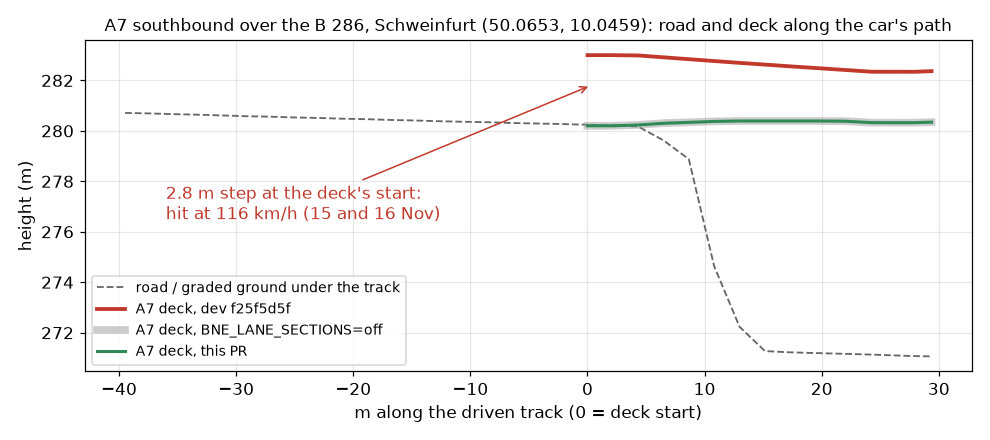 A7 southbound over the B 286, Schweinfurt (50.0653, 10.0459): road and deck along the car's path
height (m)
282
280
278
276
274
272
2.8 m step at the deck's start:
hit at 116 km/h (15 and 16 Nov)
road / graded ground under the track
A7 deck, dev f25f5d5f
A7 deck, BNE_LANE_SECTIONS=off
A7 deck, this PR
−40
−30
−20
−10
0
10
20
30
m along the driven track (0 = deck start)